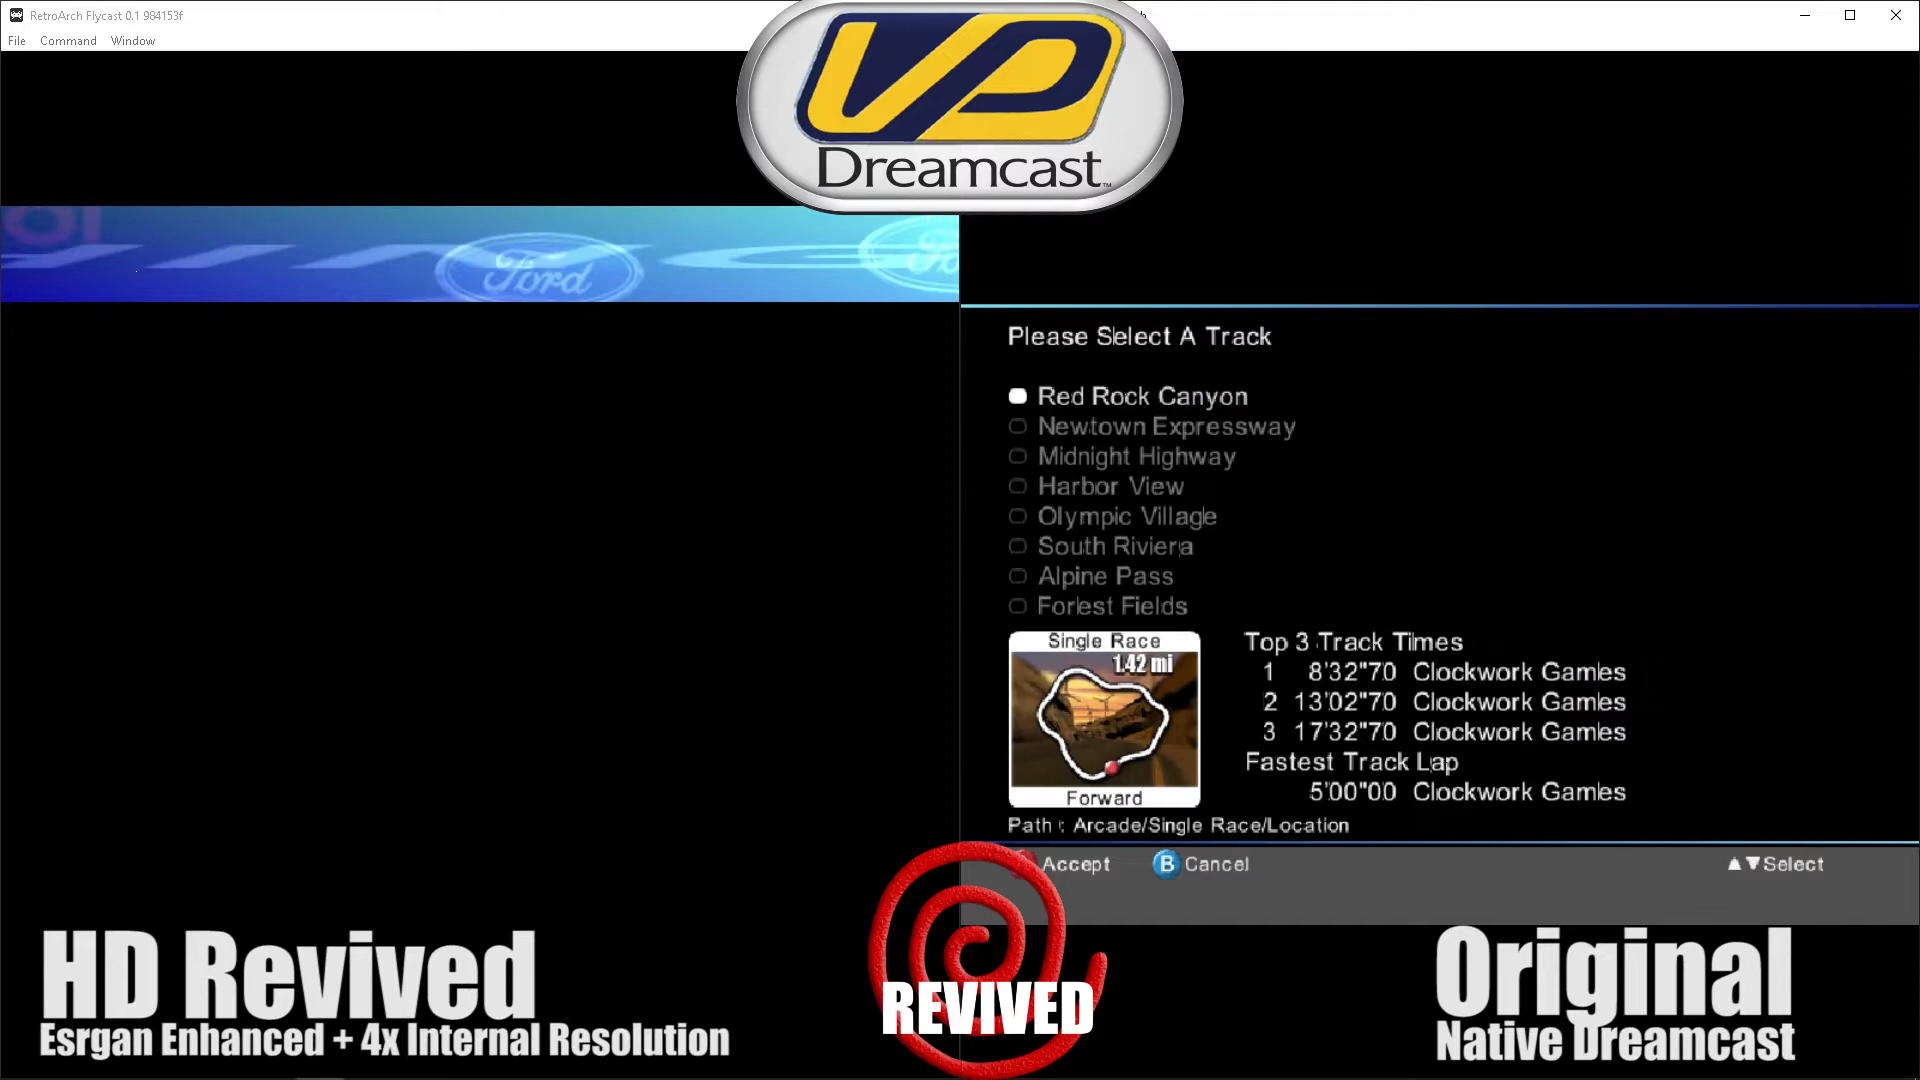 RetroArch Flycast 0.1 984153f
File Command Window
VD
Dreamcast™
Ford
Please Select A Track
Red Rock Canyon
Newtown Expressway
Midnight Highway
Harbor View
Olympic Village
South Riviera
Alpine Pass
Forest Fields
Single Race
1.42 mi
Forward
Top 3 Track Times
1 8'32"70 Clockwork Games
2 13'02"70 Clockwork Games
3 17'32"70 Clockwork Games
Fastest Track Lap
5'00"00 Clockwork Games
Path : Arcade/Single Race/Location
Accept B Cancel ▲▼Select
HD Revived
Esrgan Enhanced + 4x Internal Resolution
REVIVED
Original
Native Dreamcast